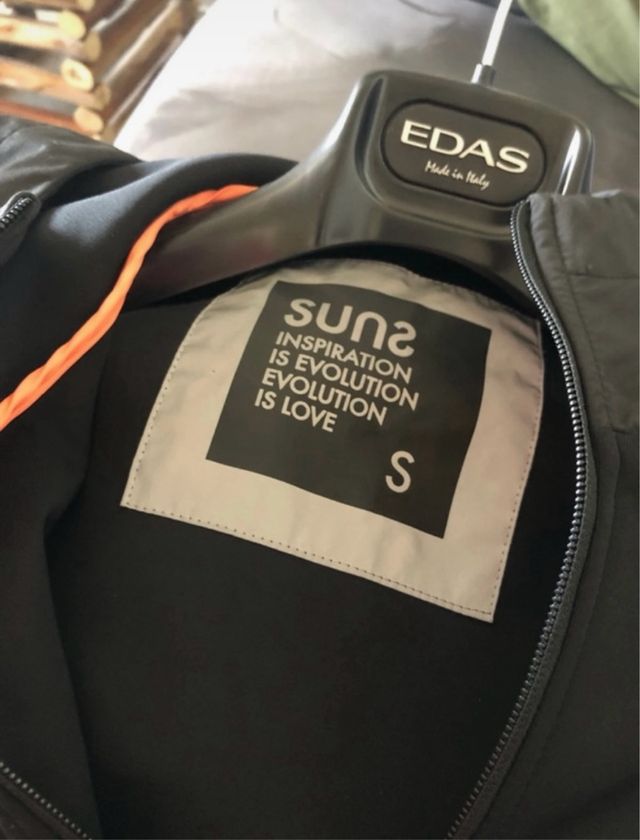 EDAS
Made in Italy
suns
INSPIRATION
IS EVOLUTION
EVOLUTION
IS LOVE
S